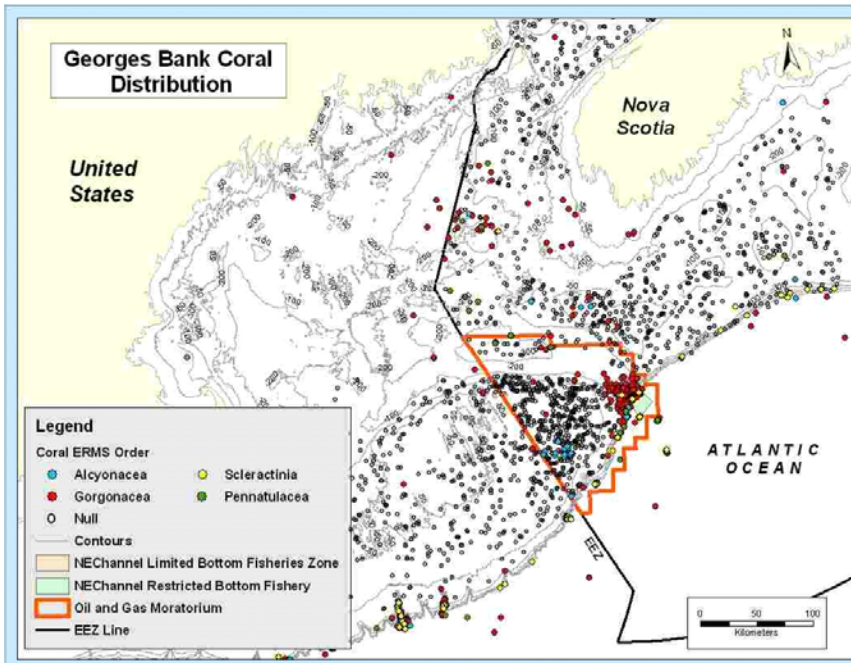 Georges Bank Coral
Distribution
N
Nova
Scotia
United
States
ATLANTIC
OCEAN
EEZ
Legend
Coral ERMS Order
Alcyonacea
Scleractinia
Gorgonacea
Pennatulacea
Null
Contours
NEChannel Limited Bottom Fisheries Zone
NEChannel Restricted Bottom Fishery
Oil and Gas Moratorium
EEZ Line
0 25 50 100
Kilometers